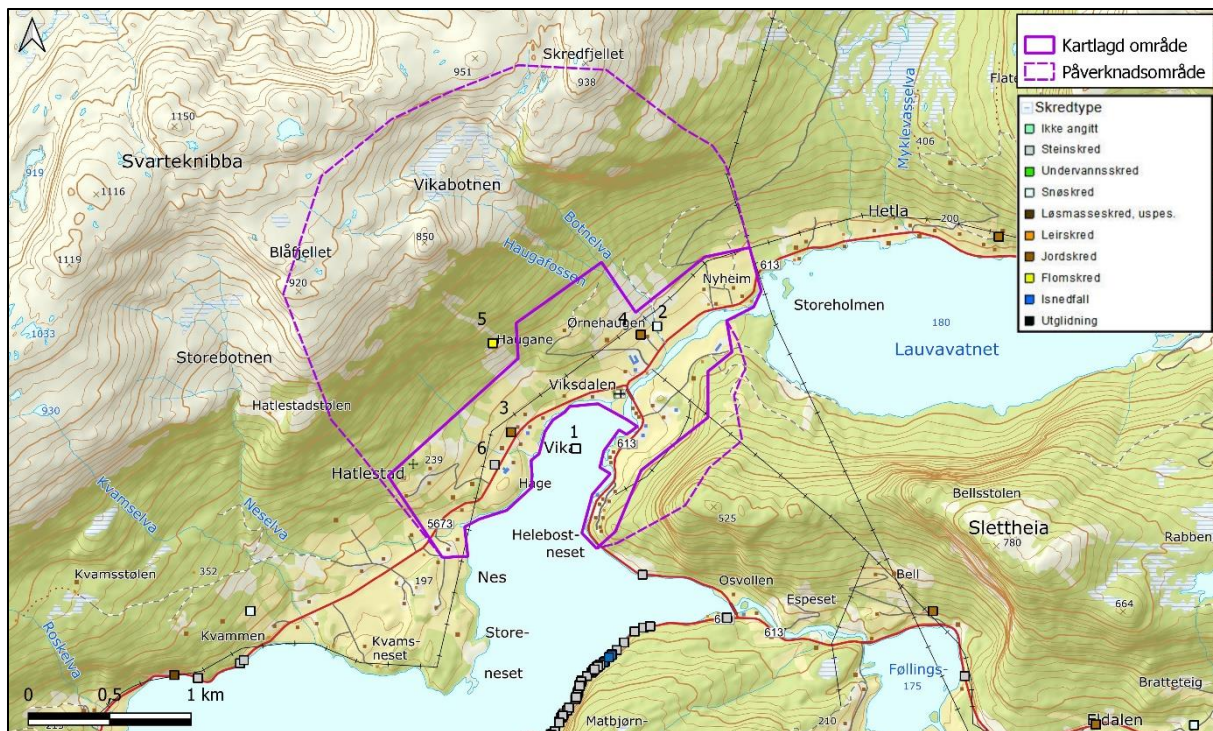 Kartlagd område
Påverknadsområde
Skredtype
Ikke angitt
Steinskred
Undervannsskred
Snøskred
Løsmasseskred, uspes.
Leirskred
Jordskred
Flomskred
Isnedfall
Utglidning
Skredfjellet
951
938
1150
Svarteknibba
919
1116
Vikabotnen
Myklevasselva
406
Flate
Botnelva
Hetla
200
Blåfjellet
850
1119
920
Haugafossen
613
Nyheim
Storeholmen
1033
5
Haugane
Ørnehaugen
4
2
180
Lauvavatnet
Storebotnen
930
Hatlestadstølen
Viksdalen
3
6
1
Vika
613
239
Hatlestad
Hage
Kvamselva
Neselva
5673
Helebost-
neset
525
Bellsstolen
Slettheia
780
Rabben
Kvamsstølen
352
197
Nes
Osvollen
Bell
Espeset
664
Roskelva
Kvammen
Kvams-
neset
Store-
neset
613
Føllings-
175
Bratteteig
0
0,5
1 km
Matbjørn-
210
Eldalen